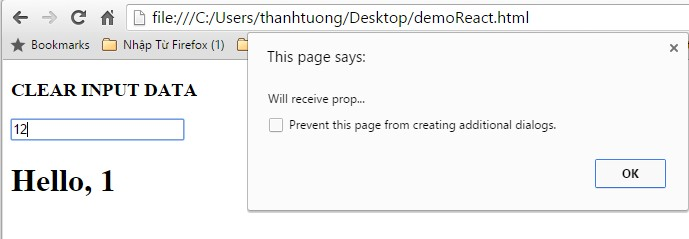 file:///C:/Users/thanhtuong/Desktop/demoReact.html
Bookmarks Nhập Từ Firefox (1)
This page says:
CLEAR INPUT DATA
Will receive prop...
12
Prevent this page from creating additional dialogs.
Hello, 1
OK